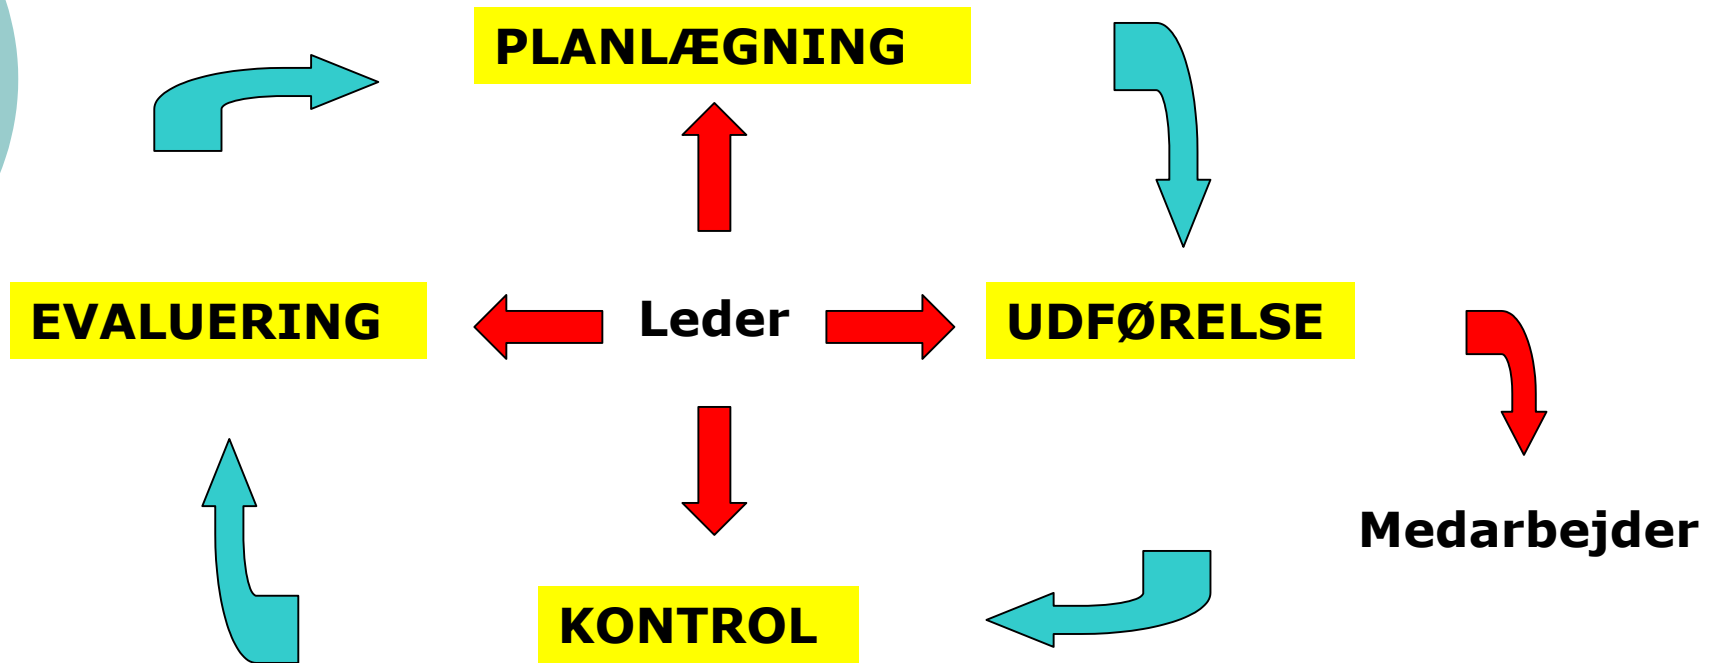 PLANLÆGNING
EVALUERING
Leder
UDFØRELSE
Medarbejder
KONTROL